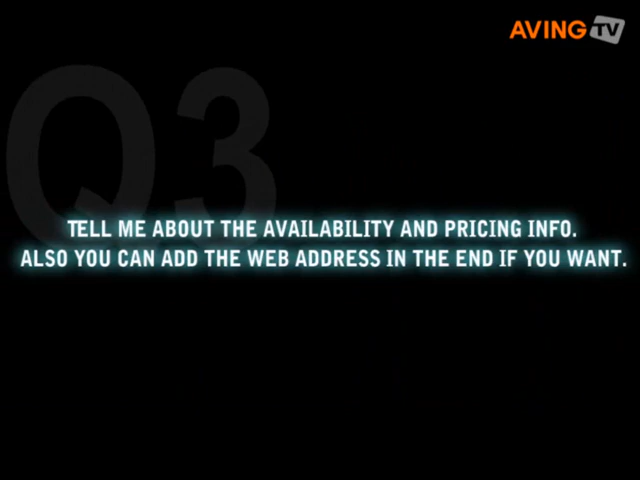 AVING TV
Q3
TELL ME ABOUT THE AVAILABILITY AND PRICING INFO.
ALSO YOU CAN ADD THE WEB ADDRESS IN THE END IF YOU WANT.